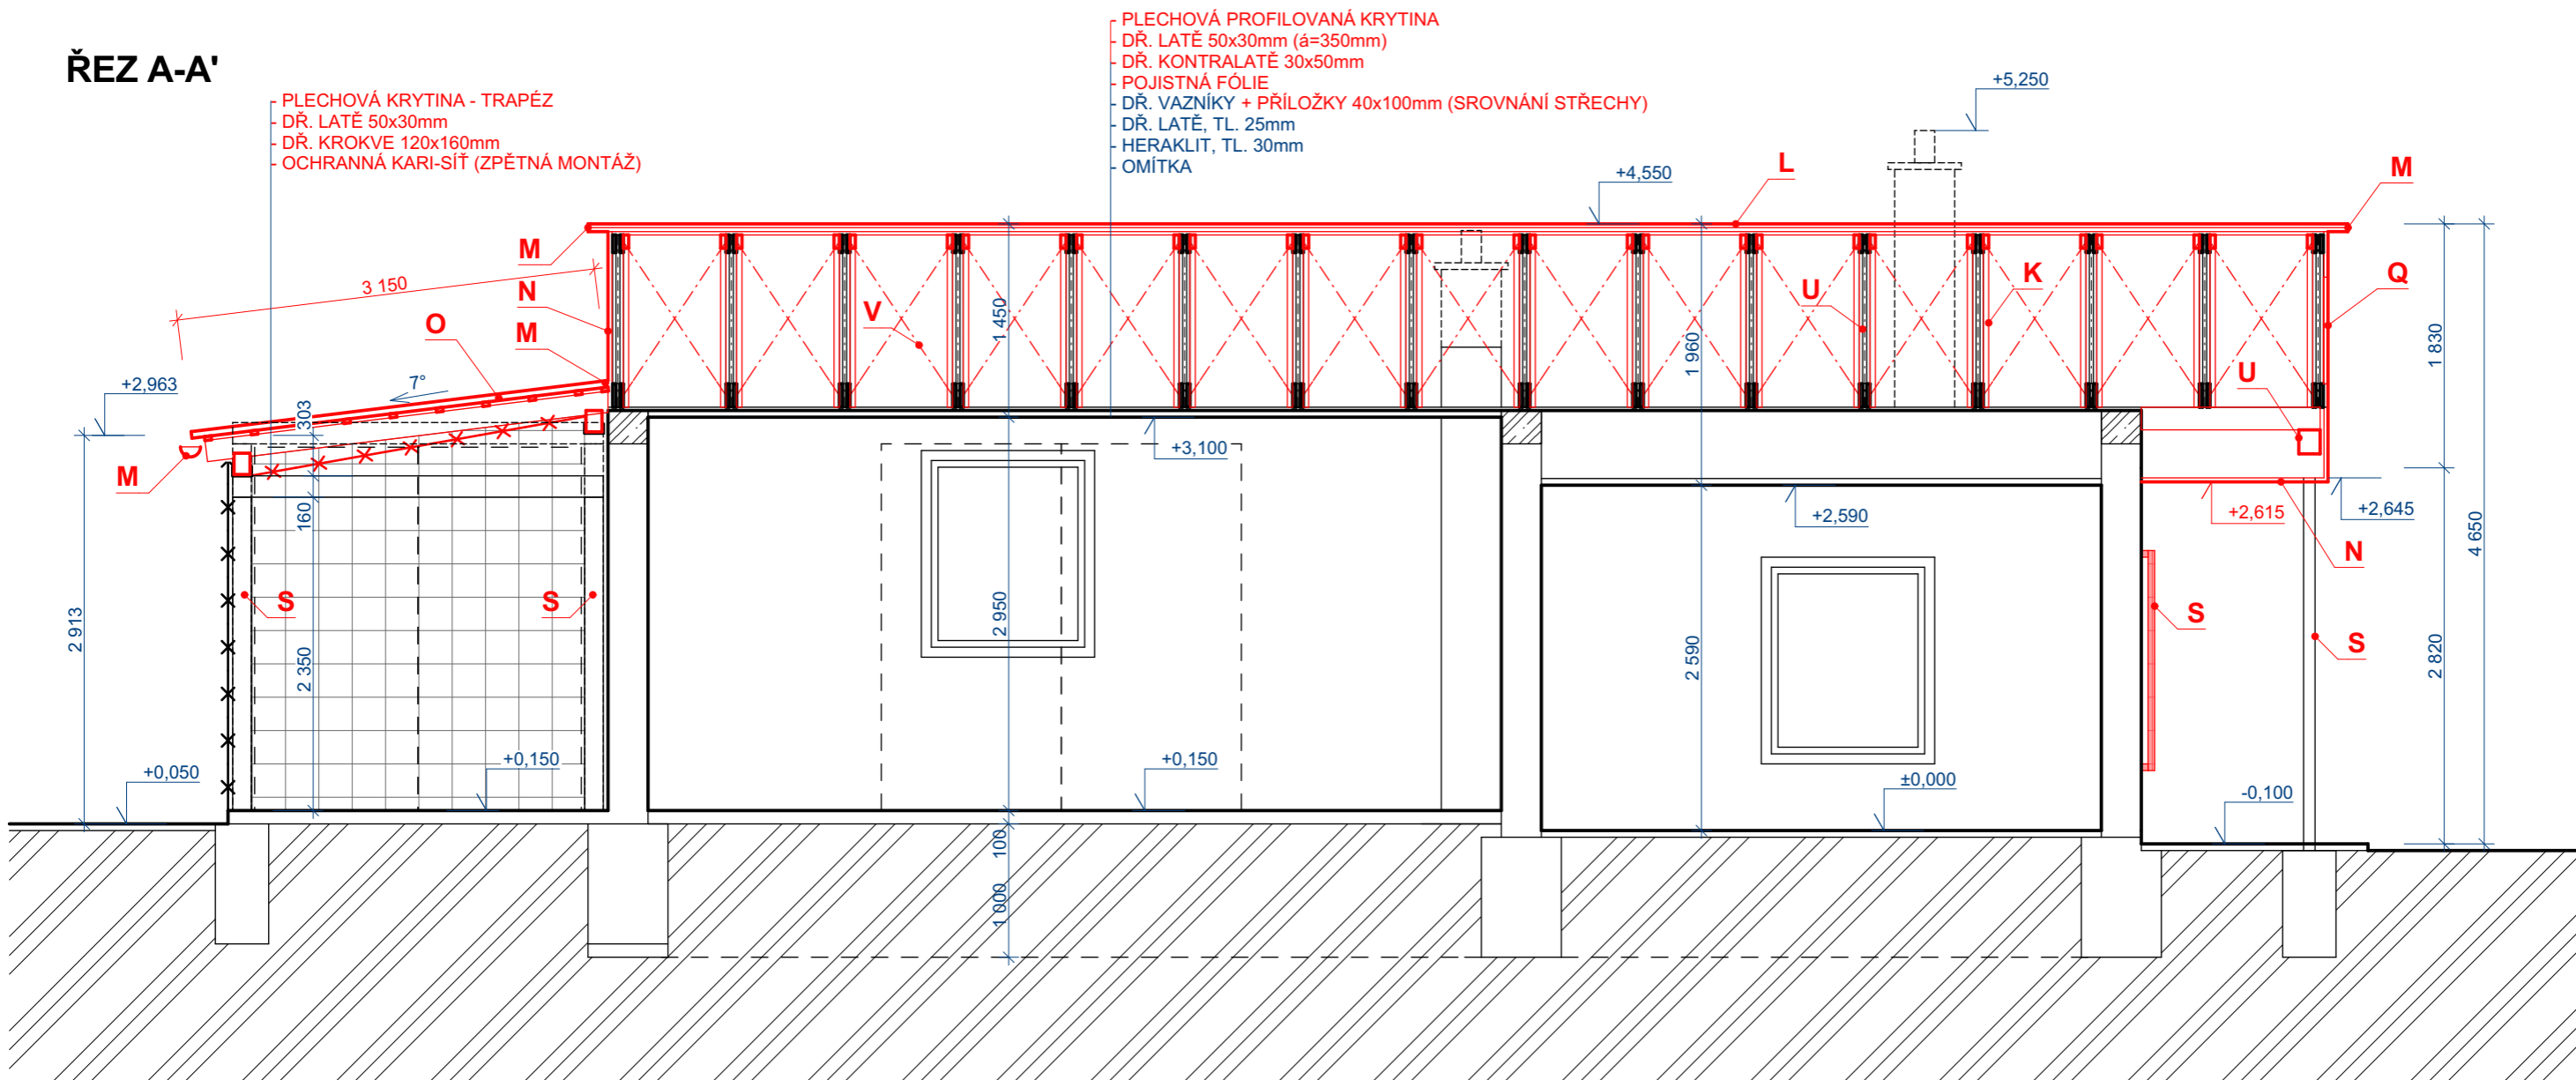 ŘEZ A-A'
- PLECHOVÁ PROFILOVANÁ KRYTINA
- DŘ. LATĚ 50x30mm (á=350mm)
- DŘ. KONTRALATĚ 30x50mm
- POJISTNÁ FÓLIE
- DŘ. VAZNÍKY + PŘÍLOŽKY 40x100mm (SROVNÁNÍ STŘECHY)
- DŘ. LATĚ, TL. 25mm
- HERAKLIT, TL. 30mm
- OMÍTKA
- PLECHOVÁ KRYTINA - TRAPÉZ
- DŘ. LATĚ 50x30mm
- DŘ. KROKVE 120x160mm
- OCHRANNÁ KARI-SÍŤ (ZPĚTNÁ MONTÁŽ)
+5,250
+4,550
L
M
M
3 150
N
O
M
V
1 450
U
K
Q
1 960
1 830
U
+2,963
7°
303
M
+3,100
+2,590
+2,615
+2,645
N
160
4 650
S
S
2 913
2 350
2 950
2 590
S
S
2 820
+0,050
+0,150
+0,150
±0,000
-0,100
100
1 000